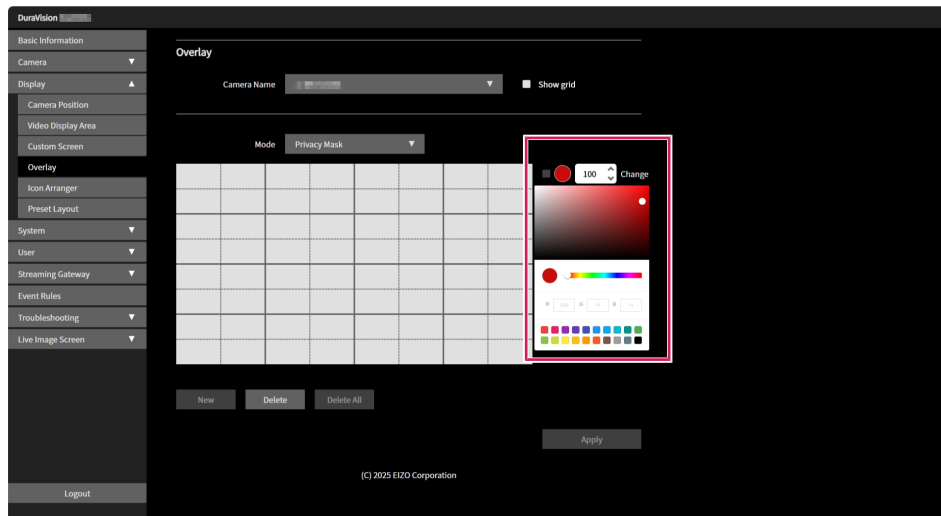 DuraVision
Basic Information
Camera ▼
Display ▲
Camera Position
Video Display Area
Custom Screen
Overlay
Icon Arranger
Preset Layout
System ▼
User ▼
Streaming Gateway ▼
Event Rules
Troubleshooting ▼
Live Image Screen ▼
Logout
Overlay
Camera Name ▼ Show grid
Mode Privacy Mask ▼
100 Change
R G B
New Delete Delete All
Apply
(C) 2025 EIZO Corporation